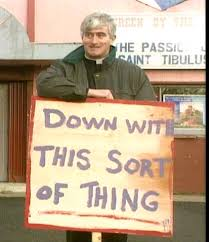 SCREEN BY THE
THE PASSIO
SAINT TIBULUS
DOWN WITH
THIS SORT
OF THING